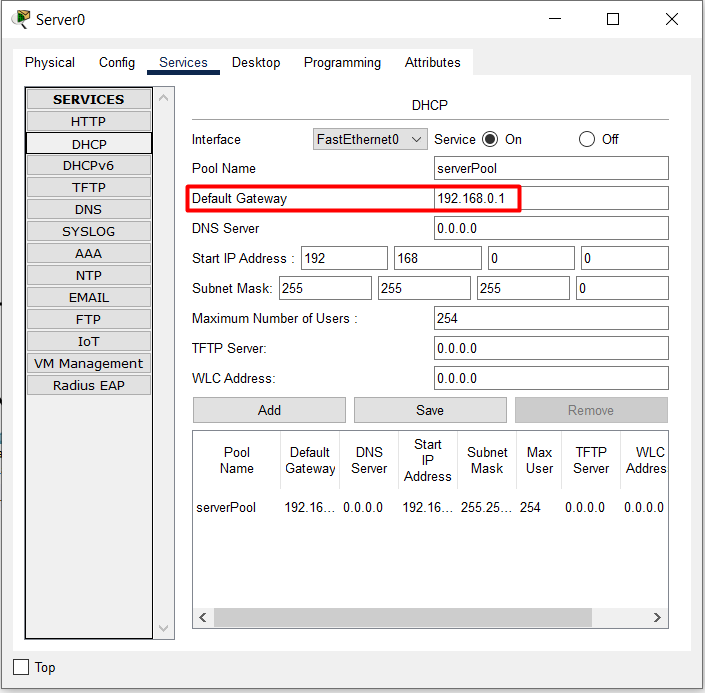 Server0
Physical Config Services Desktop Programming Attributes
SERVICES
HTTP
DHCP
DHCPv6
TFTP
DNS
SYSLOG
AAA
NTP
EMAIL
FTP
IoT
VM Management
Radius EAP
DHCP
Interface FastEthernet0 Service On Off
Pool Name serverPool
Default Gateway 192.168.0.1
DNS Server 0.0.0.0
Start IP Address : 192 168 0 0
Subnet Mask: 255 255 255 0
Maximum Number of Users : 254
TFTP Server: 0.0.0.0
WLC Address: 0.0.0.0
Add Save Remove
Pool Name Default Gateway DNS Server Start IP Address Subnet Mask Max User TFTP Server WLC Addres
serverPool 192.16... 0.0.0.0 192.16... 255.25... 254 0.0.0.0 0.0.0.0
Top